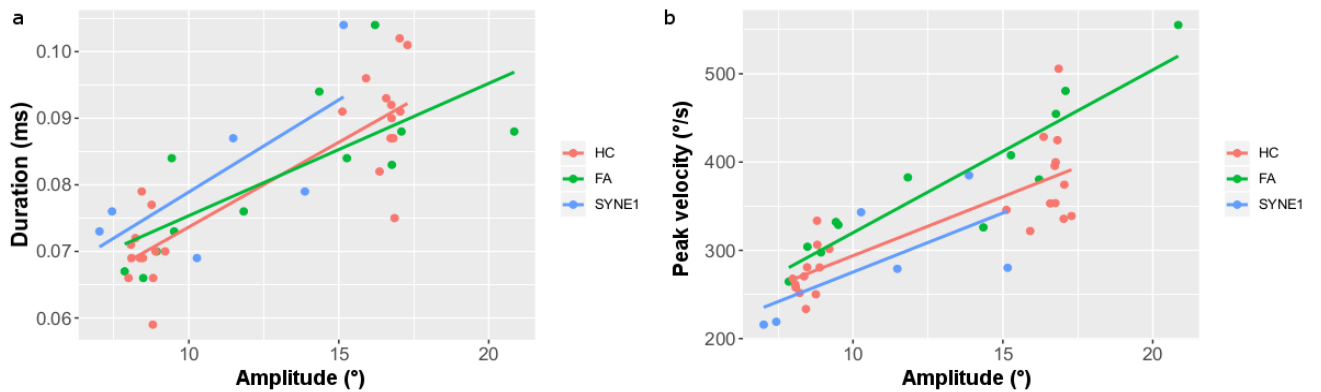 a
0.10
0.09
0.08
0.07
0.06
Duration (ms)
10
15
20
Amplitude (°)
HC
FA
SYNE1
b
500
400
300
200
Peak velocity (°/s)
10
15
20
Amplitude (°)
HC
FA
SYNE1